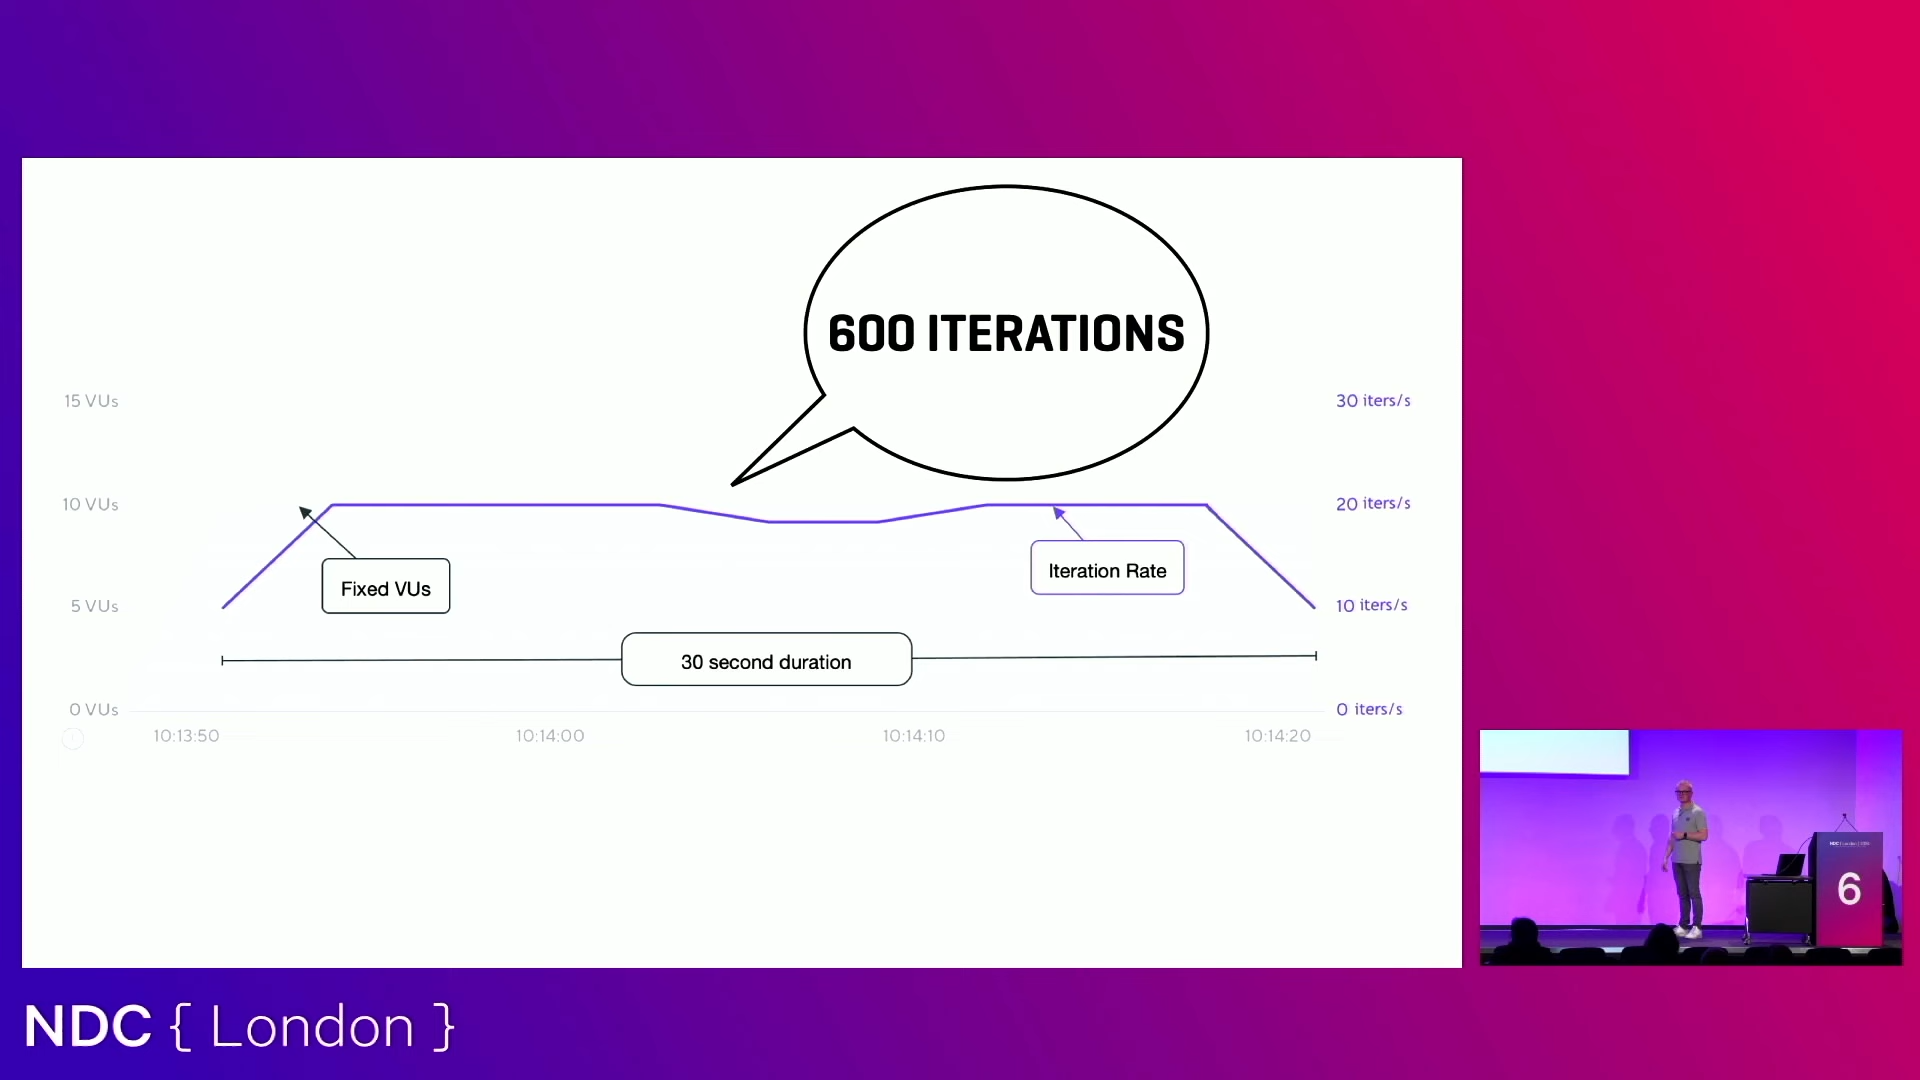 600 ITERATIONS
15 VUs
30 iters/s
10 VUs
20 iters/s
Fixed VUs
Iteration Rate
5 VUs
10 iters/s
30 second duration
0 VUs
0 iters/s
10:13:50
10:14:00
10:14:10
10:14:20
6
NDC { London }